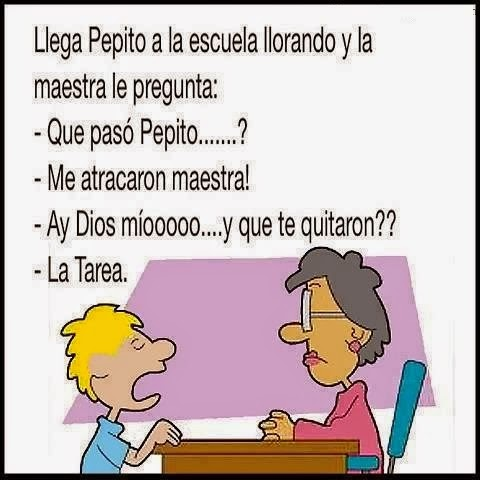 Llega Pepito a la escuela llorando y la
maestra le pregunta:
- Que pasó Pepito.......?
- Me atracaron maestra!
- Ay Dios míooooo....y que te quitaron??
- La Tarea.